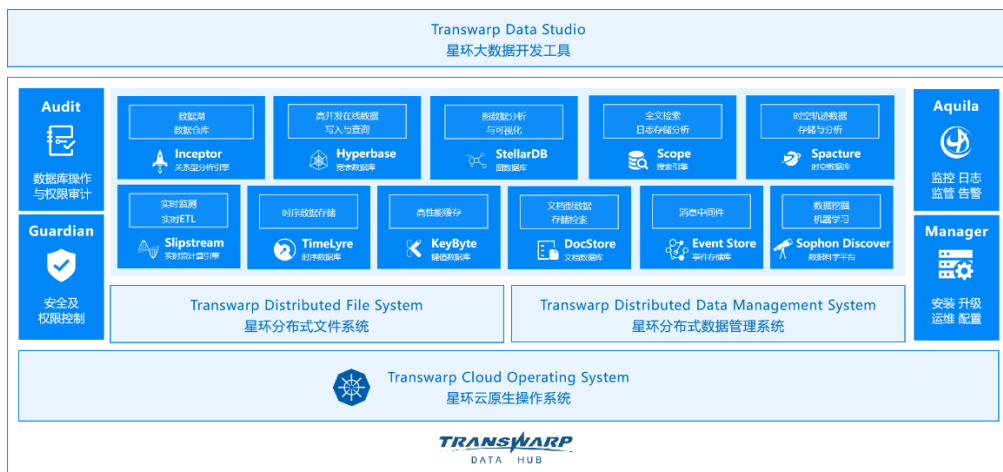 Transwarp Data Studio
星环大数据开发工具
Audit
数据库操作
与权限审计
Guardian
安全及
权限控制
数据湖
数据仓库
Inceptor
关系型分析引擎
高并发在线数据
写入与查询
Hyperbase
宽表数据库
图数据分析
与可视化
StellarDB
图数据库
全文检索
日志存储分析
Scope
搜索引擎
时空轨迹数据
存储与分析
Spacture
时空数据库
实时监测
实时ETL
Slipstream
实时流计算引擎
时序数据存储
TimeLyre
时序数据库
高性能缓存
KeyByte
键值数据库
文档型数据
存储检索
DocStore
文档数据库
消息中间件
Event Store
事件存储库
数据挖掘
机器学习
Sophon Discover
数据科学平台
Aquila
监控 日志
监管 告警
Manager
安装 升级
运维 配置
Transwarp Distributed File System
星环分布式文件系统
Transwarp Distributed Data Management System
星环分布式数据管理系统
Transwarp Cloud Operating System
星环云原生操作系统
TRANSWARP
DATA HUB